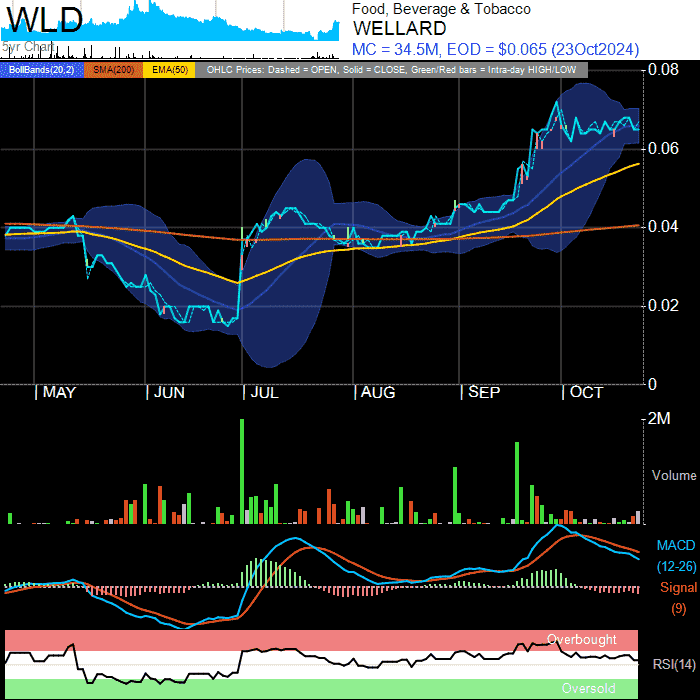 WLD
Food, Beverage & Tobacco
WELLARD
5yr Chart
MC = 34.5M, EOD = $0.065 (23Oct2024)
BollBands(20,2) SMA(200) EMA(50) OHLC Prices: Dashed = OPEN, Solid = CLOSE, Green/Red bars = Intra-day HIGH/LOW
0.08
0.06
0.04
0.02
0
MAY JUN JUL AUG SEP OCT
2M
Volume
MACD
(12-26)
Signal
(9)
Overbought
RSI(14)
Oversold